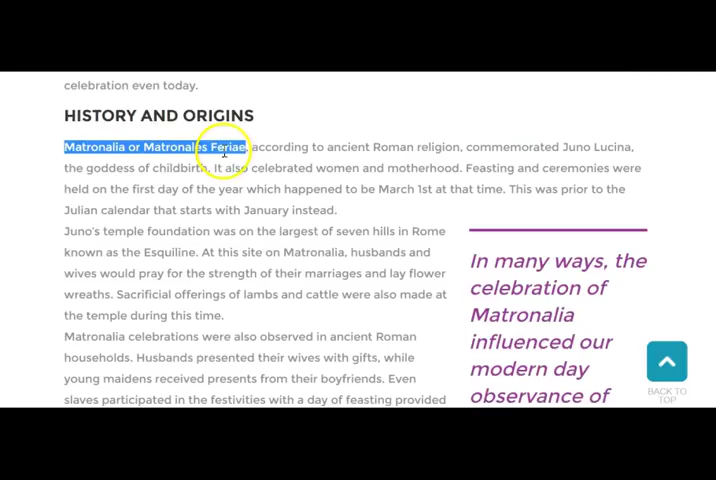 celebration even today.
HISTORY AND ORIGINS
Matronalia or Matronales Feriae, according to ancient Roman religion, commemorated Juno Lucina,
the goddess of childbirth. It also celebrated women and motherhood. Feasting and ceremonies were
held on the first day of the year which happened to be March 1st at that time. This was prior to the
Julian calendar that starts with January instead.
Juno's temple foundation was on the largest of seven hills in Rome
known as the Esquiline. At this site on Matronalia, husbands and
wives would pray for the strength of their marriages and lay flower
wreaths. Sacrificial offerings of lambs and cattle were also made at
the temple during this time.
Matronalia celebrations were also observed in ancient Roman
households. Husbands presented their wives with gifts, while
young maidens received presents from their boyfriends. Even
slaves participated in the festivities with a day of feasting provided
In many ways, the
celebration of
Matronalia
influenced our
modern day
observance of
BACK TO
TOP